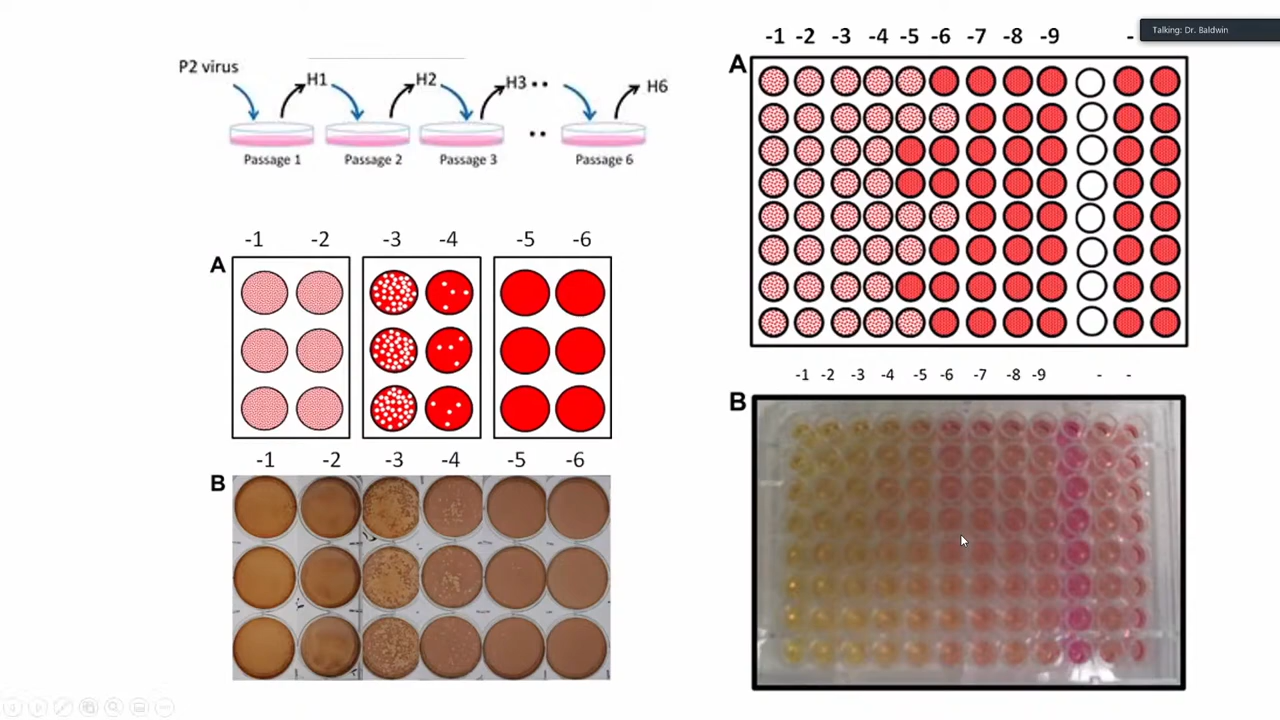 Talking: Dr. Baldwin
P2 virus
H1
H2
H3
H6
Passage 1
Passage 2
Passage 3
Passage 6
-1 -2 -3 -4 -5 -6
A
-1 -2 -3 -4 -5 -6
B
-1 -2 -3 -4 -5 -6 -7 -8 -9 -
A
-1 -2 -3 -4 -5 -6 -7 -8 -9 - -
B